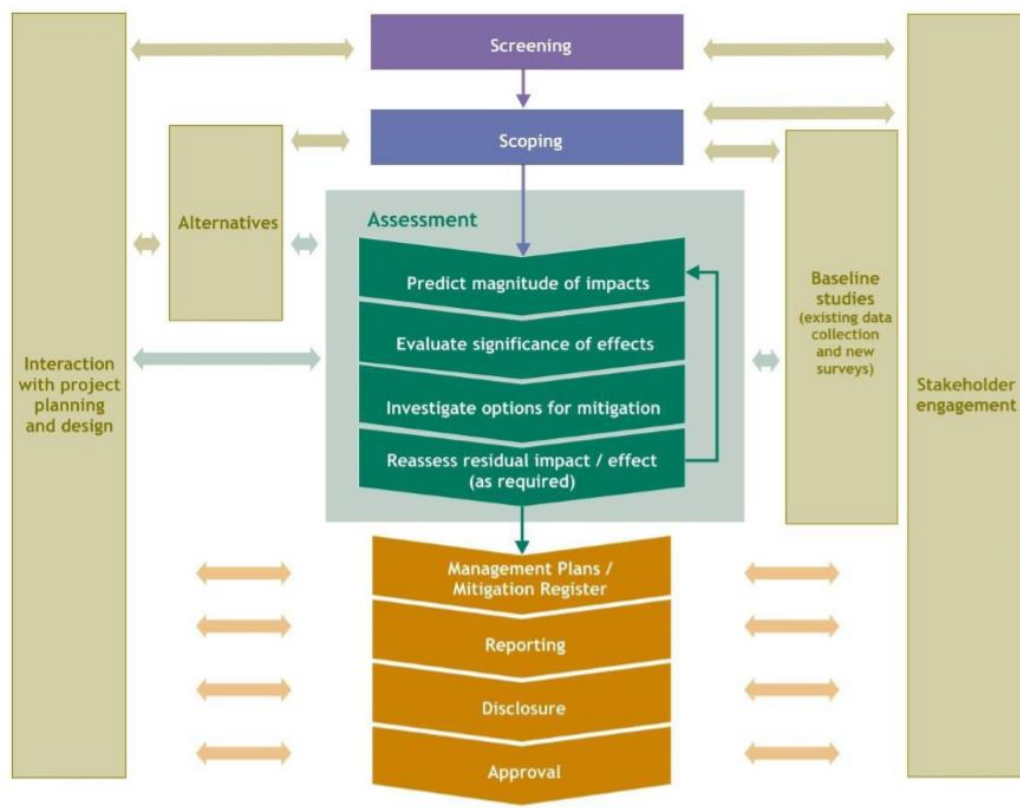 Screening
Scoping
Alternatives
Assessment
Predict magnitude of impacts
Evaluate significance of effects
Investigate options for mitigation
Reassess residual impact / effect
(as required)
Baseline
studies
(existing data
collection
and new
surveys)
Interaction
with project
planning
and design
Stakeholder
engagement
Management Plans /
Mitigation Register
Reporting
Disclosure
Approval